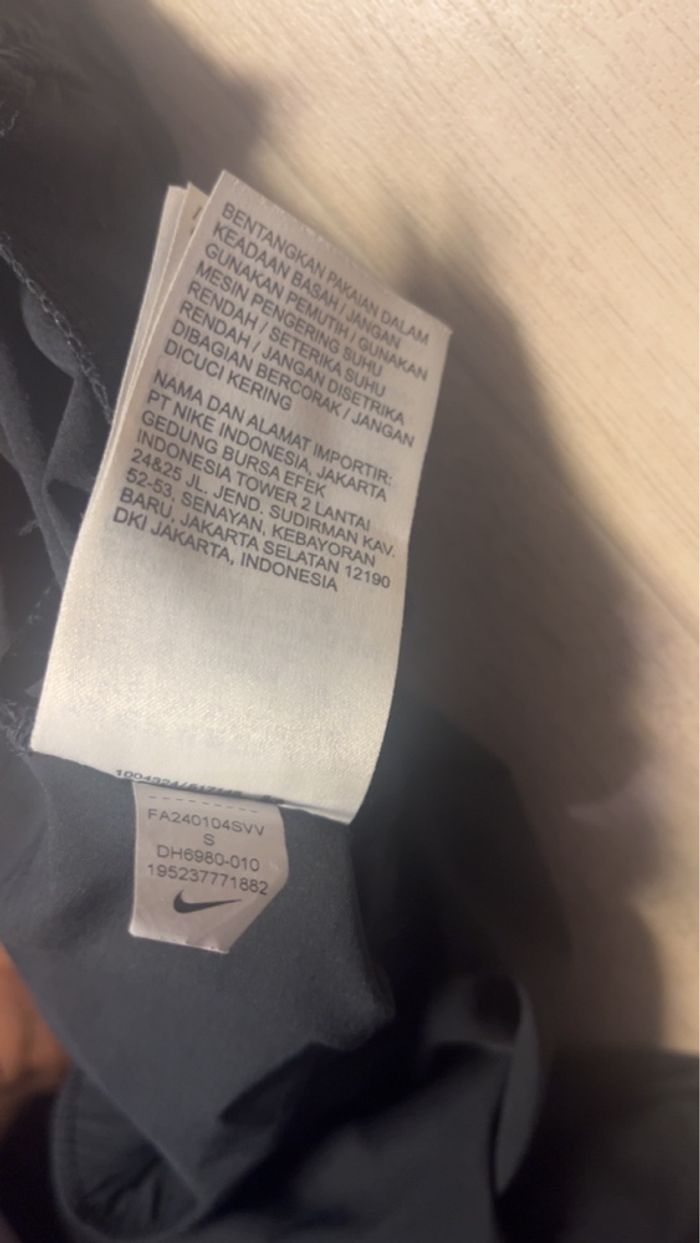 BENTANGKAN PAKAIAN DALAM
KEADAAN BASAH / JANGAN
GUNAKAN PEMUTIH / GUNAKAN
MESIN PENGERING SUHU
RENDAH / SETERIKA SUHU
RENDAH / JANGAN DISETRIKA
DIBAGIAN BERCORAK / JANGAN
DICUCI KERING
NAMA DAN ALAMAT IMPORTIR:
PT NIKE INDONESIA, JAKARTA
GEDUNG BURSA EFEK
INDONESIA TOWER 2 LANTAI
24&25 JL. JEND. SUDIRMAN KAV.
52-53, SENAYAN, KEBAYORAN
BARU, JAKARTA SELATAN 12190
DKI JAKARTA, INDONESIA
FA240104SVV
S
DH6980-010
195237771882